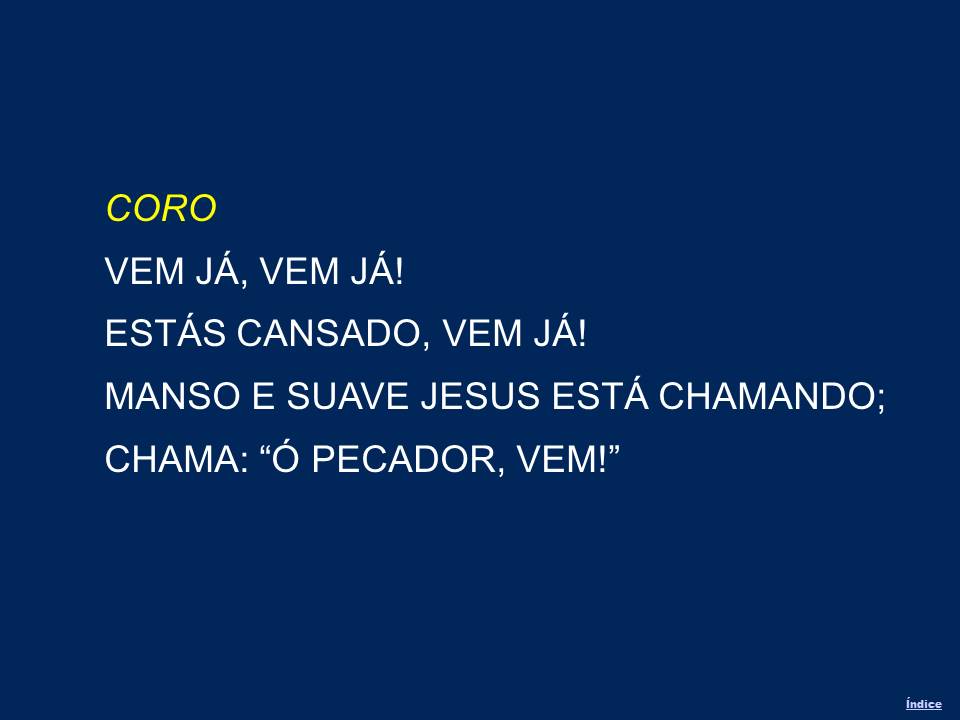 CORO
VEM JÁ, VEM JÁ!
ESTÁS CANSADO, VEM JÁ!
MANSO E SUAVE JESUS ESTÁ CHAMANDO;
CHAMA: “Ó PECADOR, VEM!”
Índice